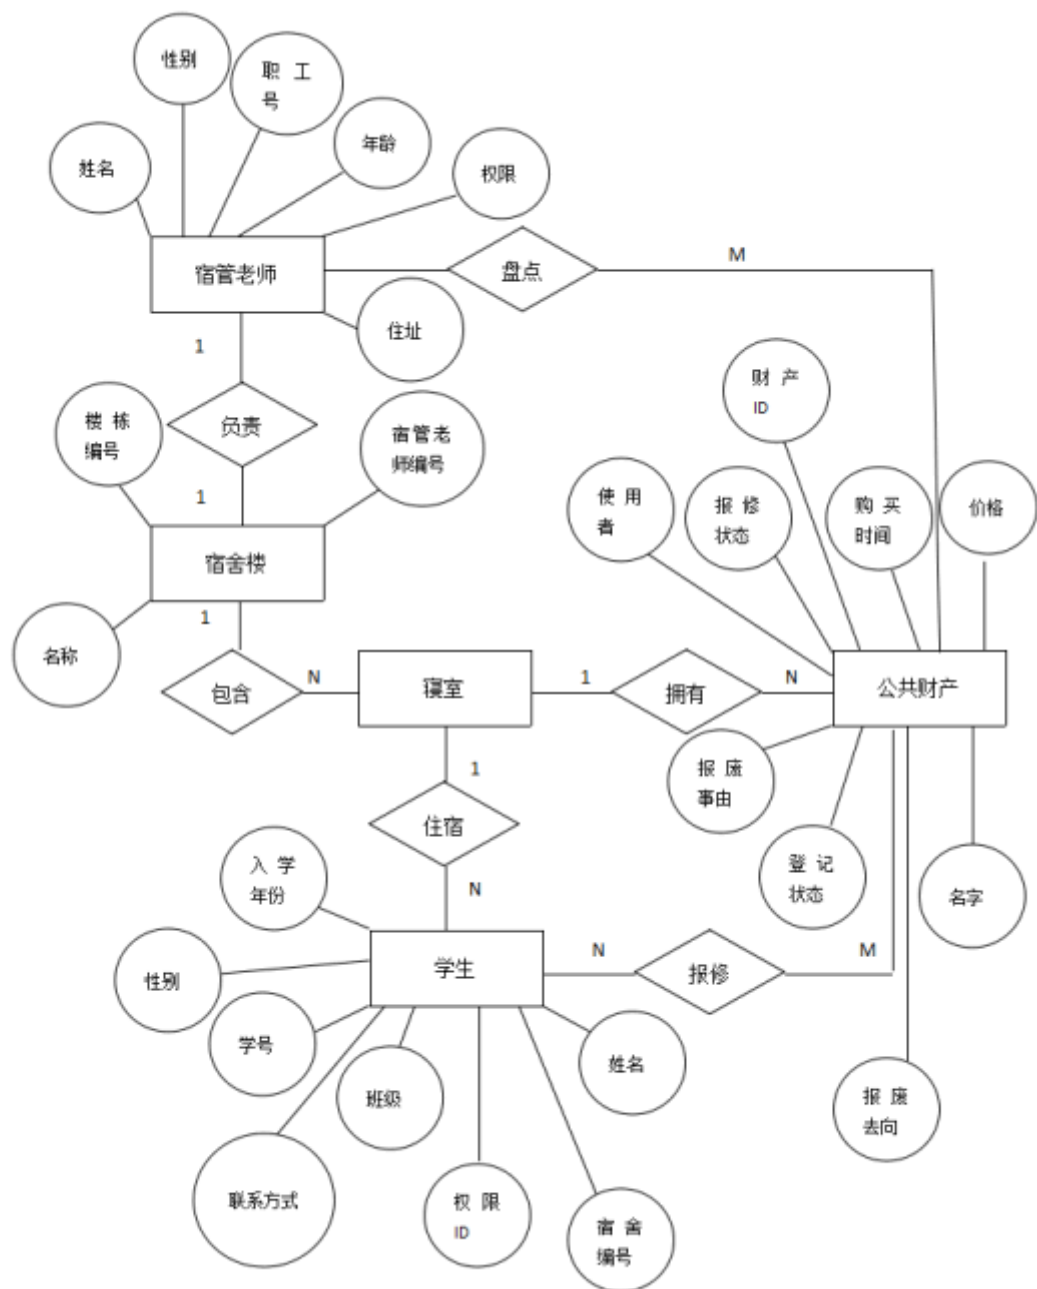 性别
职 工
号
年龄
姓名
权限
宿管老师
盘点
M
住址
1
财 产
ID
楼 栋
编号
负责
宿管老
师编号
使 用
者
报 修
状态
购 买
时间
价格
1
宿舍楼
1
名称
包含
N
寝室
1
拥有
N
公共财产
1
报 废
事由
住宿
入 学
年份
N
登 记
状态
名字
学生
N
报修
M
性别
学号
班级
姓名
报 废
去向
联系方式
权 限
ID
宿 舍
编号